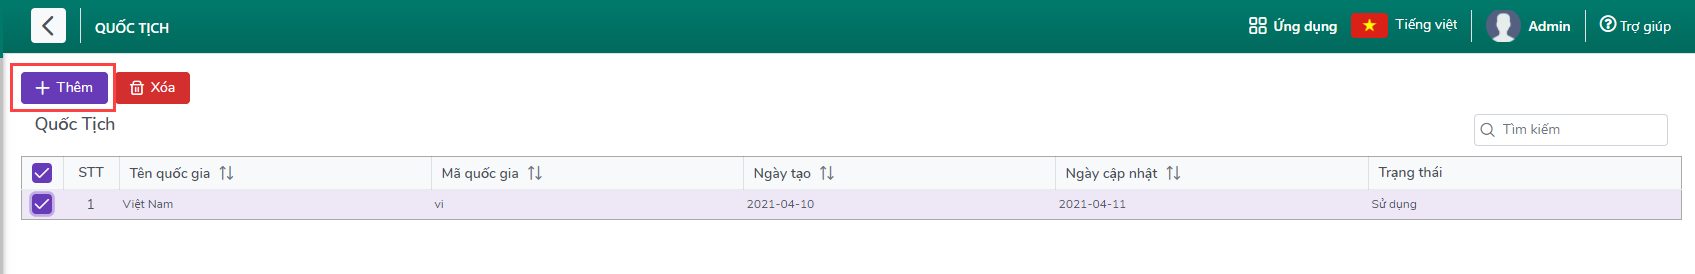 QUỐC TỊCH Ứng dụng Tiếng việt Admin Trợ giúp
Thêm Xóa
Quốc Tịch
Tìm kiếm
STT Tên quốc gia Mã quốc gia Ngày tạo Ngày cập nhật Trạng thái
1 Việt Nam vi 2021-04-10 2021-04-11 Sử dụng